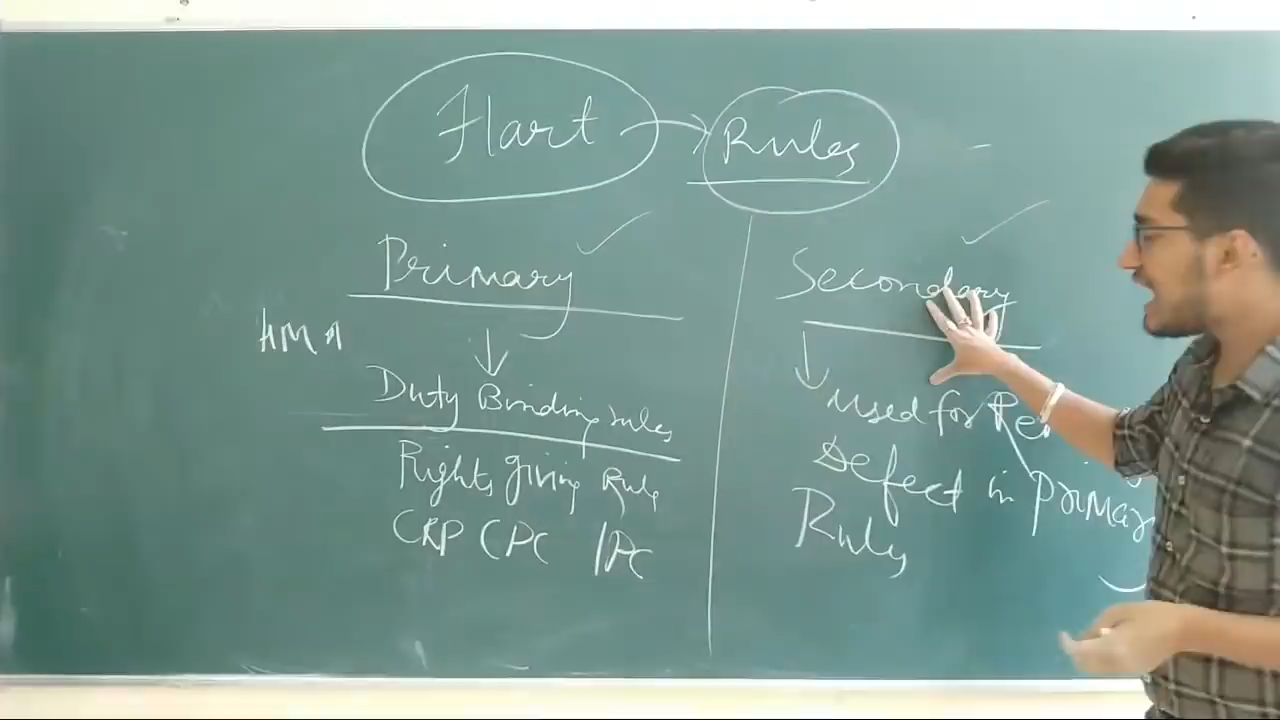 Hart → Rules
Primary
HMA
Duty Binding rules
Rights giving Rule
CRP CPC IPC
Secondary
used for Re
Defect in Primar
Rules